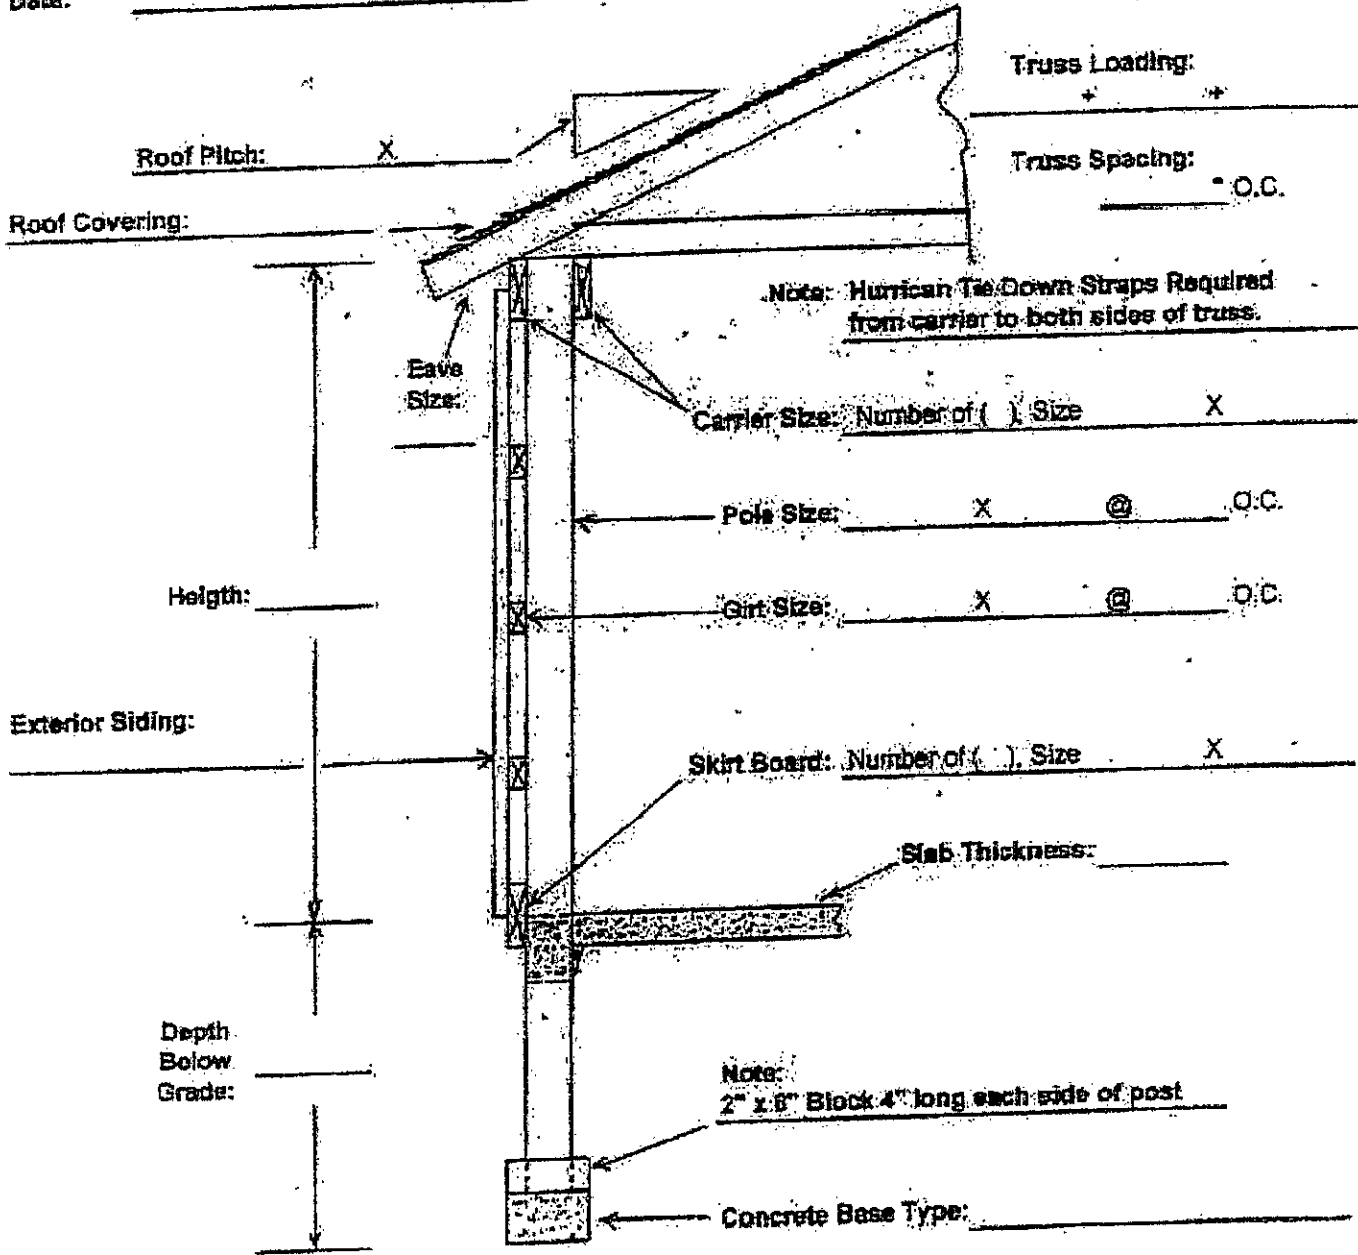 Date:
Truss Loading:
+ +
Roof Pitch: X
Truss Spacing:
" O.C.
Roof Covering:
Note: Hurrican Tie Down Straps Required
from carrier to both sides of truss.
Eave
Size:
Carrier Size: Number of ( ), Size X
Pole Size: X @ O.C.
Heigth:
Girt Size: X @ O.C.
Exterior Siding:
Skirt Board: Number of ( ), Size X
Slab Thickness:
Depth
Below
Grade:
Note:
2" x 6" Block 4" long each side of post
Concrete Base Type: